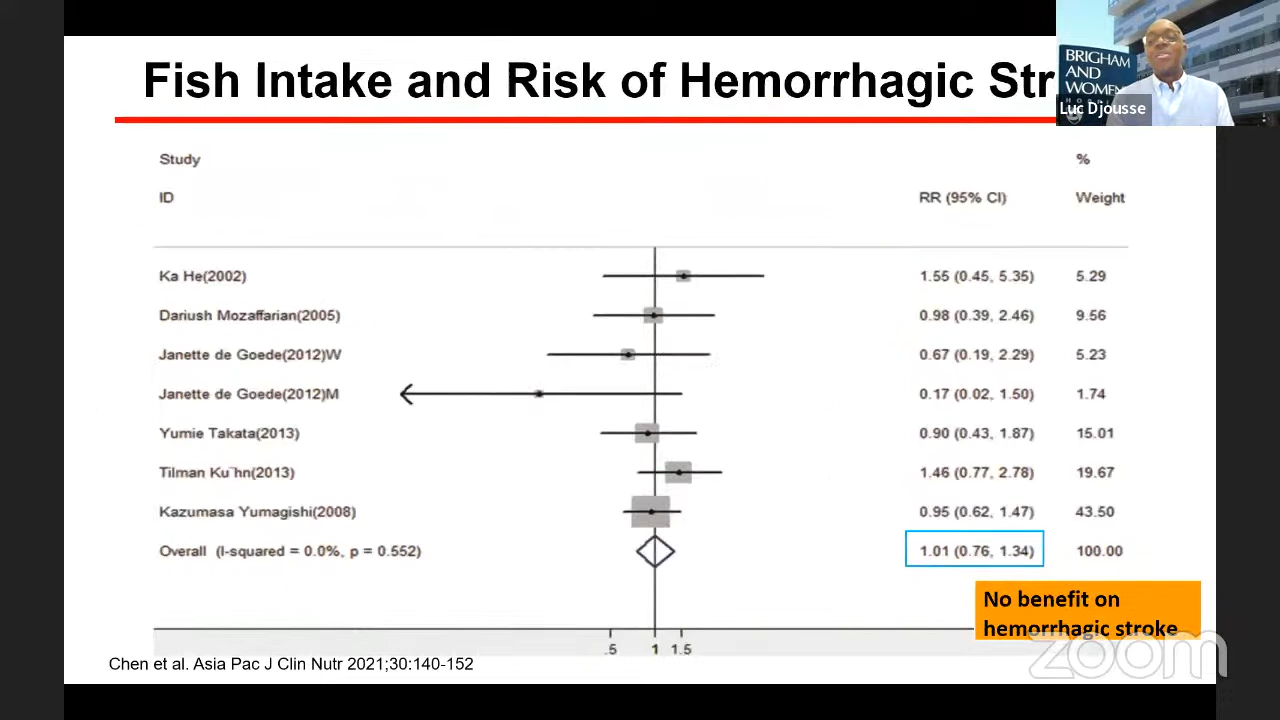 Fish Intake and Risk of Hemorrhagic Str
BRIGHAM
AND
WOMEN
Luc Djousse
Study
%
ID
RR (95% CI)
Weight
Ka He(2002)
1.55 (0.45, 5.35)
5.29
Dariush Mozaffarian(2005)
0.98 (0.39, 2.46)
9.56
Janette de Goede(2012)W
0.67 (0.19, 2.29)
5.23
Janette de Goede(2012)M
0.17 (0.02, 1.50)
1.74
Yumie Takata(2013)
0.90 (0.43, 1.87)
15.01
Tilman Ku¨hn(2013)
1.46 (0.77, 2.78)
19.67
Kazumasa Yumagishi(2008)
0.95 (0.62, 1.47)
43.50
Overall (I-squared = 0.0%, p = 0.552)
1.01 (0.76, 1.34)
100.00
No benefit on
hemorrhagic stroke
.5 1 1.5
Chen et al. Asia Pac J Clin Nutr 2021;30:140-152
zoom